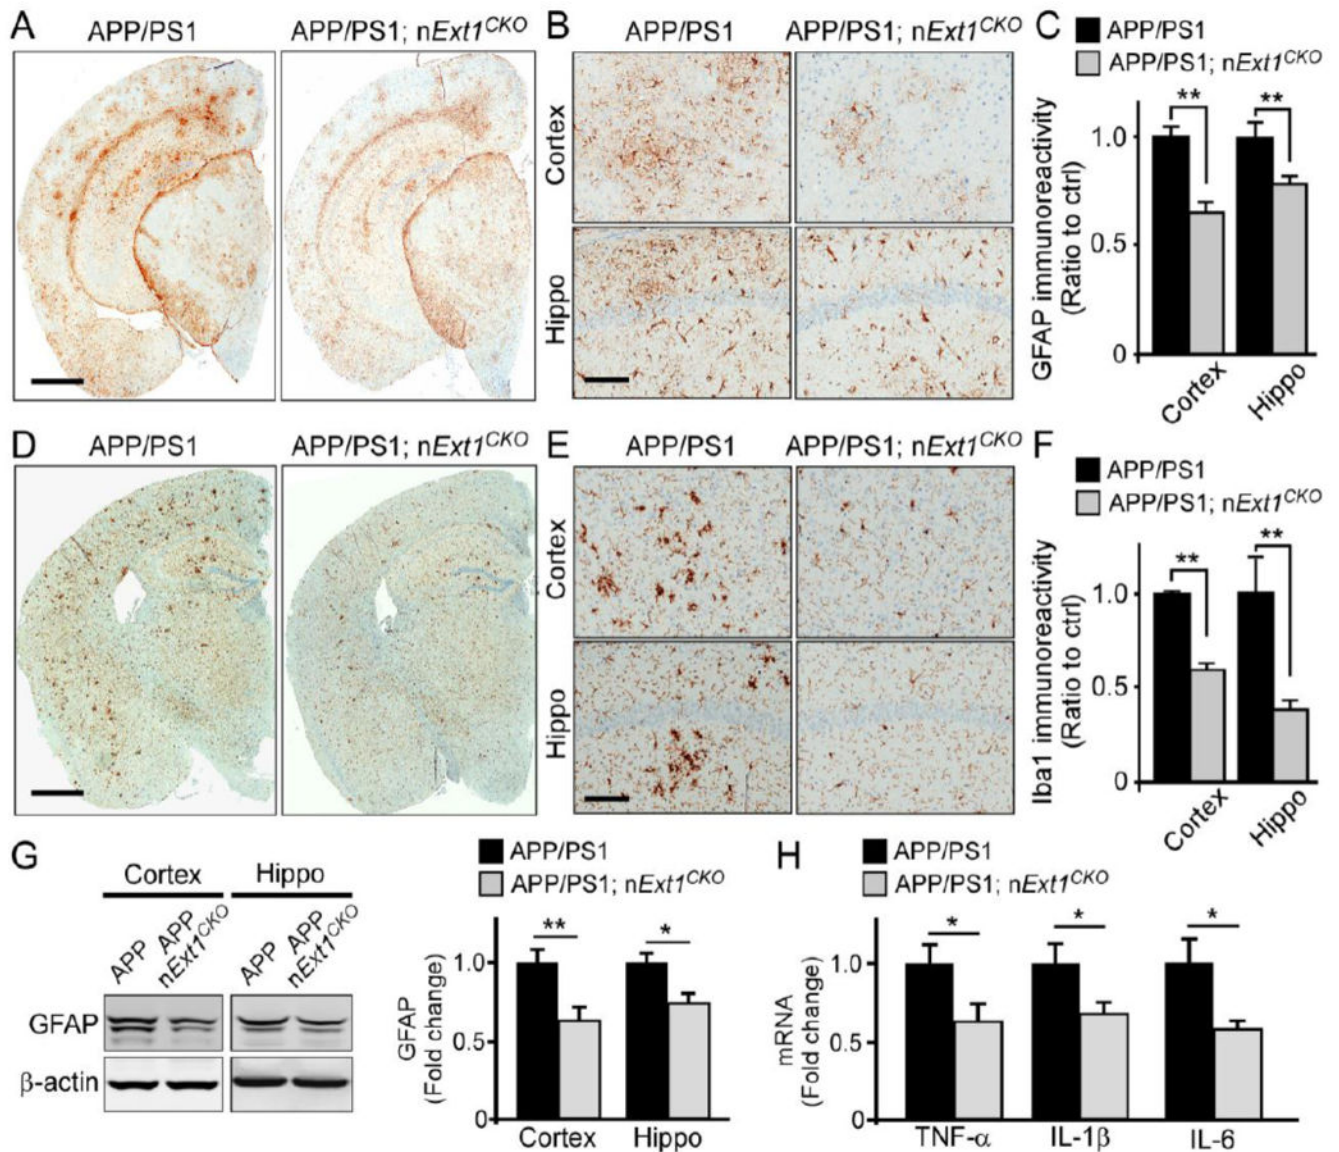 A
APP/PS1
APP/PS1; nExt1CKO
B
APP/PS1
APP/PS1; nExt1CKO
Cortex
Hippo
C
APP/PS1
APP/PS1; nExt1CKO
GFAP immunoreactivity
(Ratio to ctrl)
**
**
1.0
0.5
0
Cortex
Hippo
D
APP/PS1
APP/PS1; nExt1CKO
E
APP/PS1
APP/PS1; nExt1CKO
Cortex
Hippo
F
APP/PS1
APP/PS1; nExt1CKO
Iba1 immunoreactivity
(Ratio to ctrl)
**
**
1.0
0.5
0
Cortex
Hippo
G
Cortex
Hippo
APP
APP
nExt1CKO
APP
APP
nExt1CKO
GFAP
β-actin
APP/PS1
APP/PS1; nExt1CKO
GFAP
(Fold change)
**
*
1.0
0.5
0
Cortex
Hippo
H
APP/PS1
APP/PS1; nExt1CKO
mRNA
(Fold change)
*
*
*
1.0
0.5
0
TNF-α
IL-1β
IL-6